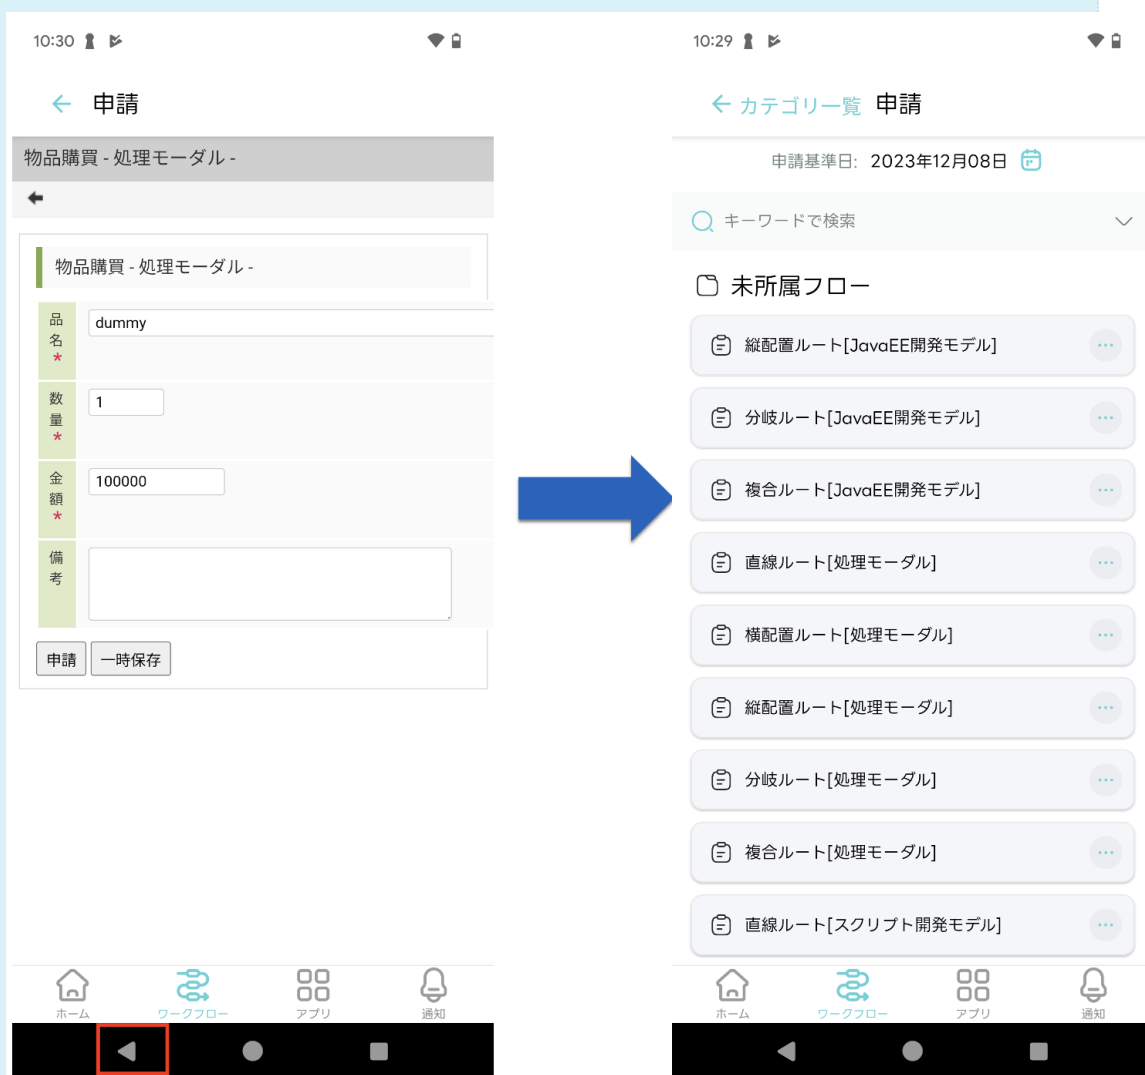 10:30
申請
物品購買 - 処理モーダル -
物品購買 - 処理モーダル -
品名*
dummy
数量*
1
金額*
100000
備考
申請
一時保存
ホーム
ワークフロー
アプリ
通知
10:29
カテゴリ一覧 申請
申請基準日: 2023年12月08日
キーワードで検索
未所属フロー
縦配置ルート[JavaEE開発モデル]
分岐ルート[JavaEE開発モデル]
複合ルート[JavaEE開発モデル]
直線ルート[処理モーダル]
横配置ルート[処理モーダル]
縦配置ルート[処理モーダル]
分岐ルート[処理モーダル]
複合ルート[処理モーダル]
直線ルート[スクリプト開発モデル]
ホーム
ワークフロー
アプリ
通知